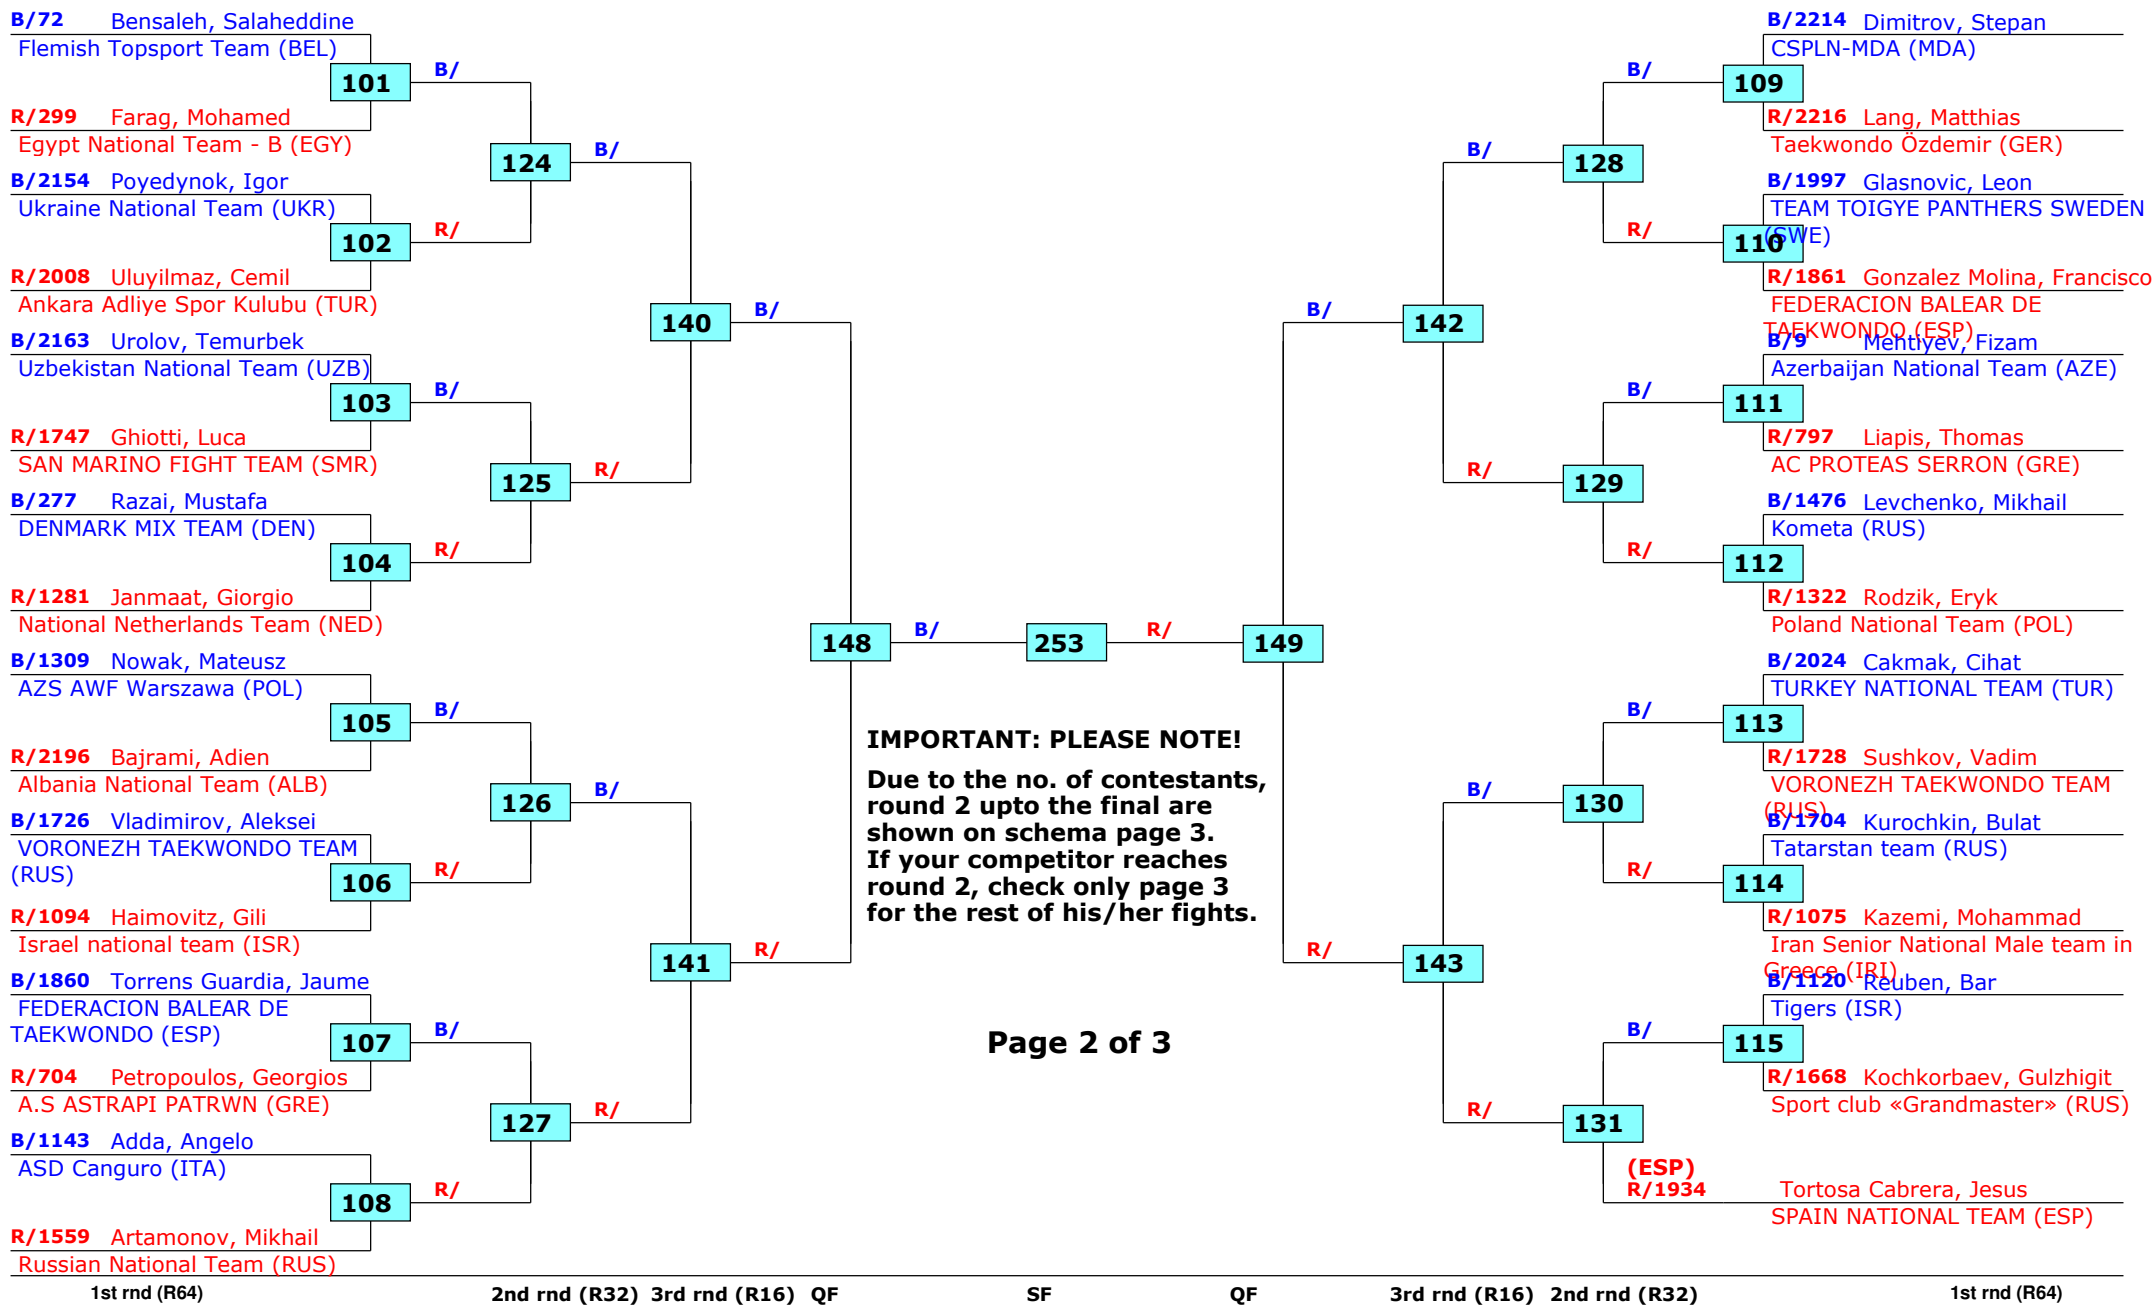 B/72 Bensaleh, Salaheddine
Flemish Topsport Team (BEL)
101
B/
R/299 Farag, Mohamed
Egypt National Team - B (EGY)
124
B/
B/2154 Poyedynok, Igor
Ukraine National Team (UKR)
102
R/
R/2008 Uluyilmaz, Cemil
Ankara Adliye Spor Kulubu (TUR)
140
B/
B/2163 Urolov, Temurbek
Uzbekistan National Team (UZB)
103
B/
R/1747 Ghiotti, Luca
SAN MARINO FIGHT TEAM (SMR)
125
R/
B/277 Razai, Mustafa
DENMARK MIX TEAM (DEN)
104
R/
R/1281 Janmaat, Giorgio
National Netherlands Team (NED)
148
B/
B/1309 Nowak, Mateusz
AZS AWF Warszawa (POL)
105
B/
R/2196 Bajrami, Adien
Albania National Team (ALB)
126
B/
B/1726 Vladimirov, Aleksei
VORONEZH TAEKWONDO TEAM
(RUS)
106
R/
R/1094 Haimovitz, Gili
Israel national team (ISR)
141
R/
B/1860 Torrens Guardia, Jaume
FEDERACION BALEAR DE
TAEKWONDO (ESP)
107
B/
R/704 Petropoulos, Georgios
A.S ASTRAPI PATRWN (GRE)
127
R/
B/1143 Adda, Angelo
ASD Canguro (ITA)
108
R/
R/1559 Artamonov, Mikhail
Russian National Team (RUS)
253
R/
IMPORTANT: PLEASE NOTE!
Due to the no. of contestants,
round 2 upto the final are
shown on schema page 3.
If your competitor reaches
round 2, check only page 3
for the rest of his/her fights.
Page 2 of 3
B/2214 Dimitrov, Stepan
CSPLN-MDA (MDA)
B/
109
R/2216 Lang, Matthias
Taekwondo Özdemir (GER)
B/
128
B/1997 Glasnovic, Leon
TEAM TOIGYE PANTHERS SWEDEN
(SWE)
R/
110
R/1861 Gonzalez Molina, Francisco
FEDERACION BALEAR DE
TAEKWONDO (ESP)
B/
142
B/9 Mehtiyev, Fizam
Azerbaijan National Team (AZE)
B/
111
R/797 Liapis, Thomas
AC PROTEAS SERRON (GRE)
R/
129
B/1476 Levchenko, Mikhail
Kometa (RUS)
R/
112
R/1322 Rodzik, Eryk
Poland National Team (POL)
149
B/2024 Cakmak, Cihat
TURKEY NATIONAL TEAM (TUR)
B/
113
R/1728 Sushkov, Vadim
VORONEZH TAEKWONDO TEAM
(RUS)
B/
130
B/1704 Kurochkin, Bulat
Tatarstan team (RUS)
R/
114
R/1075 Kazemi, Mohammad
Iran Senior National Male team in
Greece (IRI)
R/
143
B/1120 Reuben, Bar
Tigers (ISR)
B/
115
R/1668 Kochkorbaev, Gulzhigit
Sport club «Grandmaster» (RUS)
R/
131
(ESP)
R/1934 Tortosa Cabrera, Jesus
SPAIN NATIONAL TEAM (ESP)
1st rnd (R64) 2nd rnd (R32) 3rd rnd (R16) QF SF QF 3rd rnd (R16) 2nd rnd (R32) 1st rnd (R64)